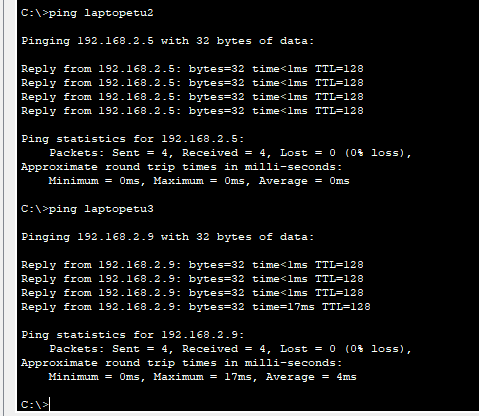 C:\>ping laptopetu2
Pinging 192.168.2.5 with 32 bytes of data:
Reply from 192.168.2.5: bytes=32 time<1ms TTL=128
Reply from 192.168.2.5: bytes=32 time<1ms TTL=128
Reply from 192.168.2.5: bytes=32 time<1ms TTL=128
Reply from 192.168.2.5: bytes=32 time<1ms TTL=128
Ping statistics for 192.168.2.5:
    Packets: Sent = 4, Received = 4, Lost = 0 (0% loss),
Approximate round trip times in milli-seconds:
    Minimum = 0ms, Maximum = 0ms, Average = 0ms
C:\>ping laptopetu3
Pinging 192.168.2.9 with 32 bytes of data:
Reply from 192.168.2.9: bytes=32 time<1ms TTL=128
Reply from 192.168.2.9: bytes=32 time<1ms TTL=128
Reply from 192.168.2.9: bytes=32 time<1ms TTL=128
Reply from 192.168.2.9: bytes=32 time=17ms TTL=128
Ping statistics for 192.168.2.9:
    Packets: Sent = 4, Received = 4, Lost = 0 (0% loss),
Approximate round trip times in milli-seconds:
    Minimum = 0ms, Maximum = 17ms, Average = 4ms
C:\>